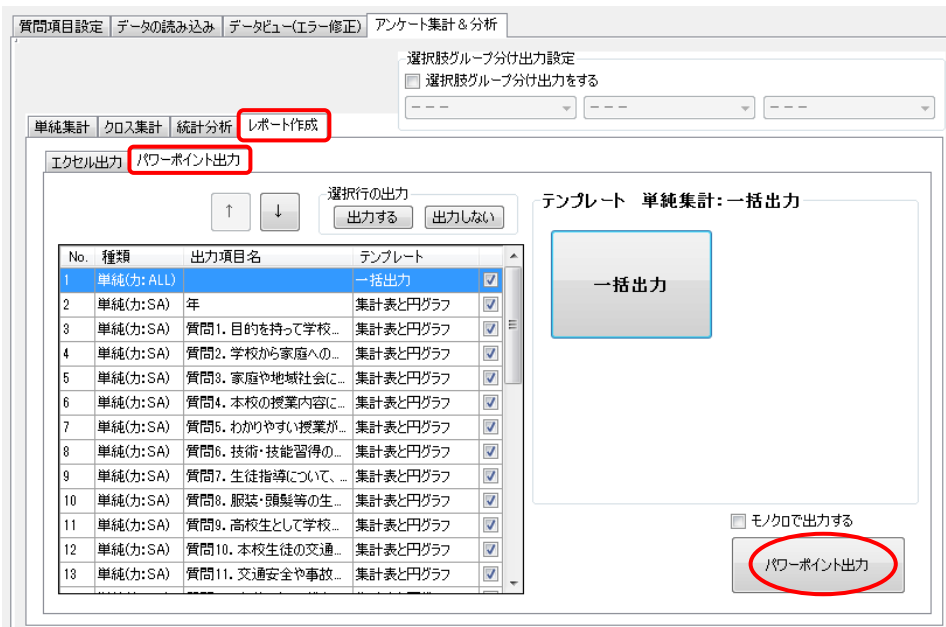 質問項目設定 データの読み込み データビュー(エラー修正) アンケート集計&分析
選択肢グループ分け出力設定
選択肢グループ分け出力をする
--- --- ---
単純集計 クロス集計 統計分析 レポート作成
エクセル出力 パワーポイント出力
選択行の出力
↑ ↓ 出力する 出力しない
テンプレート 単純集計:一括出力
一括出力
No. 種類 出力項目名 テンプレート
1 単純(カ:ALL) 一括出力
2 単純(カ:SA) 年 集計表と円グラフ
3 単純(カ:SA) 質問1.目的を持って学校... 集計表と円グラフ
4 単純(カ:SA) 質問2.学校から家庭への... 集計表と円グラフ
5 単純(カ:SA) 質問3.家庭や地域社会に... 集計表と円グラフ
6 単純(カ:SA) 質問4.本校の授業内容に... 集計表と円グラフ
7 単純(カ:SA) 質問5.わかりやすい授業が... 集計表と円グラフ
8 単純(カ:SA) 質問6.技術・技能習得の... 集計表と円グラフ
9 単純(カ:SA) 質問7.生徒指導について、... 集計表と円グラフ
10 単純(カ:SA) 質問8.服装・頭髪等の生... 集計表と円グラフ
11 単純(カ:SA) 質問9.高校生として学校... 集計表と円グラフ
12 単純(カ:SA) 質問10.本校生徒の交通... 集計表と円グラフ
13 単純(カ:SA) 質問11.交通安全や事故... 集計表と円グラフ
モノクロで出力する
パワーポイント出力